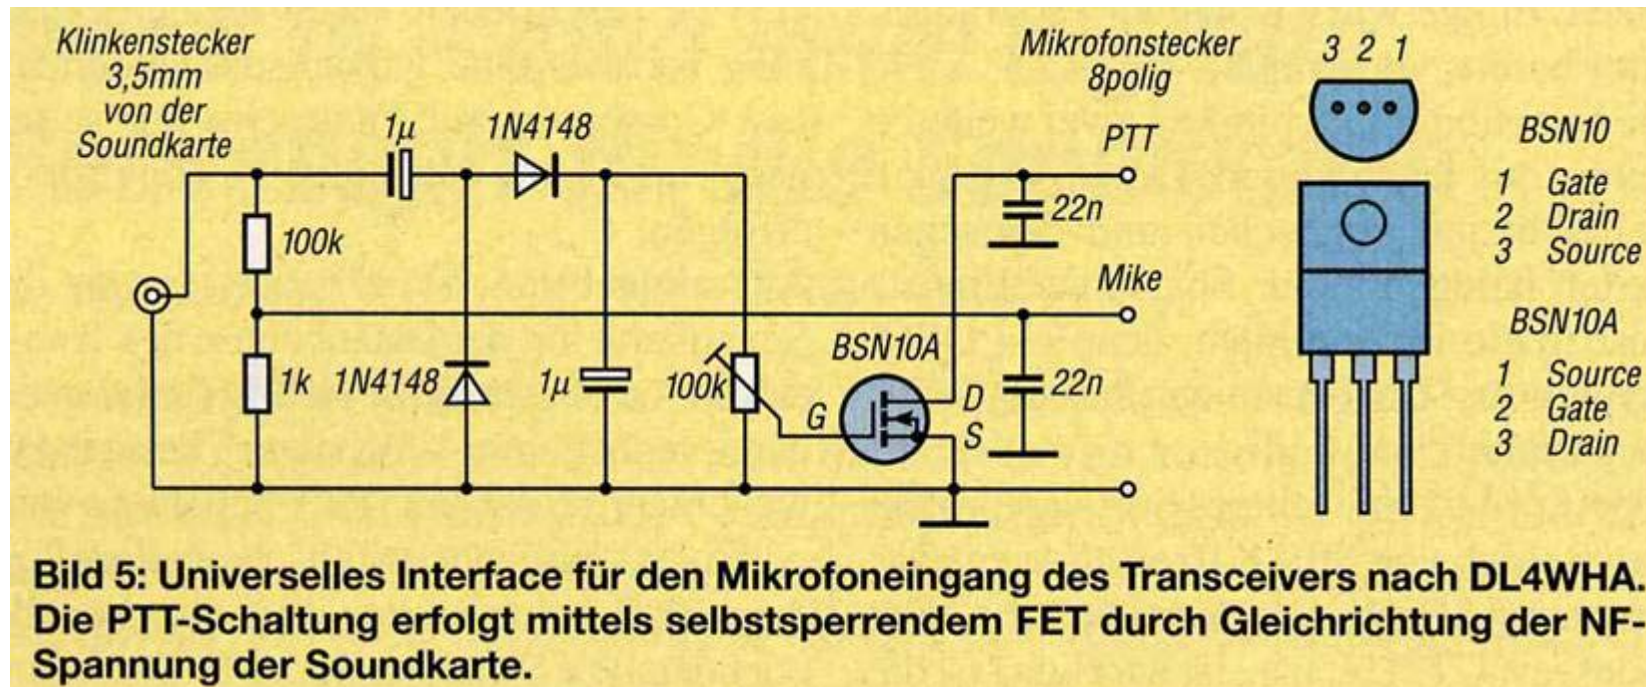 Klinkenstecker
3,5mm
von der
Soundkarte
1µ
1N4148
100k
1k
1N4148
1µ
100k
BSN10A
G
D
S
Mikrofonstecker
8polig
PTT
22n
Mike
22n
3 2 1
BSN10
1 Gate
2 Drain
3 Source
BSN10A
1 Source
2 Gate
3 Drain
Bild 5: Universelles Interface für den Mikrofoneingang des Transceivers nach DL4WHA.
Die PTT-Schaltung erfolgt mittels selbstsperrendem FET durch Gleichrichtung der NF-
Spannung der Soundkarte.